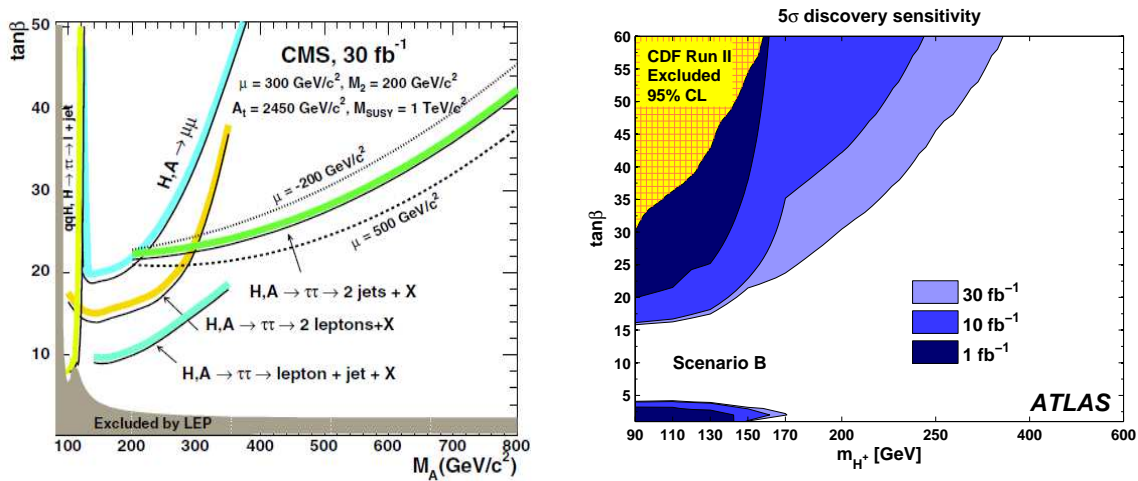 tanβ
50
40
30
20
10
CMS, 30 fb⁻¹
μ = 300 GeV/c², M₂ = 200 GeV/c²
Aₜ = 2450 GeV/c², M_SUSY = 1 TeV/c²
qqH, H → ττ → l + jet
H,A → μμ
μ = -200 GeV/c²
μ = 500 GeV/c²
H,A → ττ → 2 jets + X
H,A → ττ → 2 leptons+X
H,A → ττ → lepton + jet + X
Excluded by LEP
100 200 300 400 500 600 700 800
M_A(GeV/c²)
5σ discovery sensitivity
tanβ
60
55
50
45
40
35
30
25
20
15
10
5
CDF Run II
Excluded
95% CL
30 fb⁻¹
10 fb⁻¹
1 fb⁻¹
Scenario B
ATLAS
90 110 130 150 170 200 250 400 600
m_H⁺ [GeV]